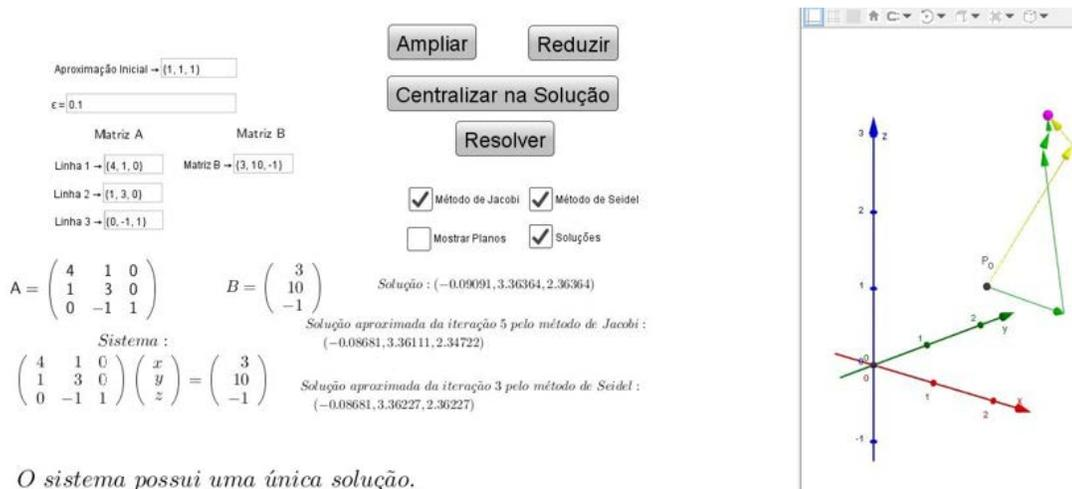 Aproximação Inicial → (1, 1, 1)
ε = 0.1
Matriz A
Matriz B
Linha 1 → (4, 1, 0)
Matriz B → (3, 10, -1)
Linha 2 → (1, 3, 0)
Linha 3 → (0, -1, 1)
Ampliar
Reduzir
Centralizar na Solução
Resolver
Método de Jacobi
Método de Seidel
Mostrar Planos
Soluções
A =
4 1 0
1 3 0
0 −1 1
B =
3
10
−1
Solução : (−0.09091, 3.36364, 2.36364)
Solução aproximada da iteração 5 pelo método de Jacobi :
(−0.08681, 3.36111, 2.34722)
Sistema :
4 1 0 x = 3
1 3 0 y 10
0 −1 1 z −1
Solução aproximada da iteração 3 pelo método de Seidel :
(−0.08681, 3.36227, 2.36227)
O sistema possui uma única solução.
3
z
2
P0
1
2
y
1
0
0
0
1
x
2
-1